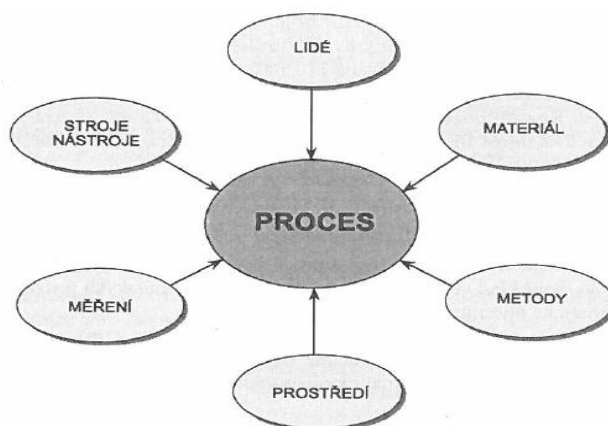 LIDÉ
STROJE
NÁSTROJE
MATERIÁL
PROCES
MĚŘENÍ
METODY
PROSTŘEDÍ